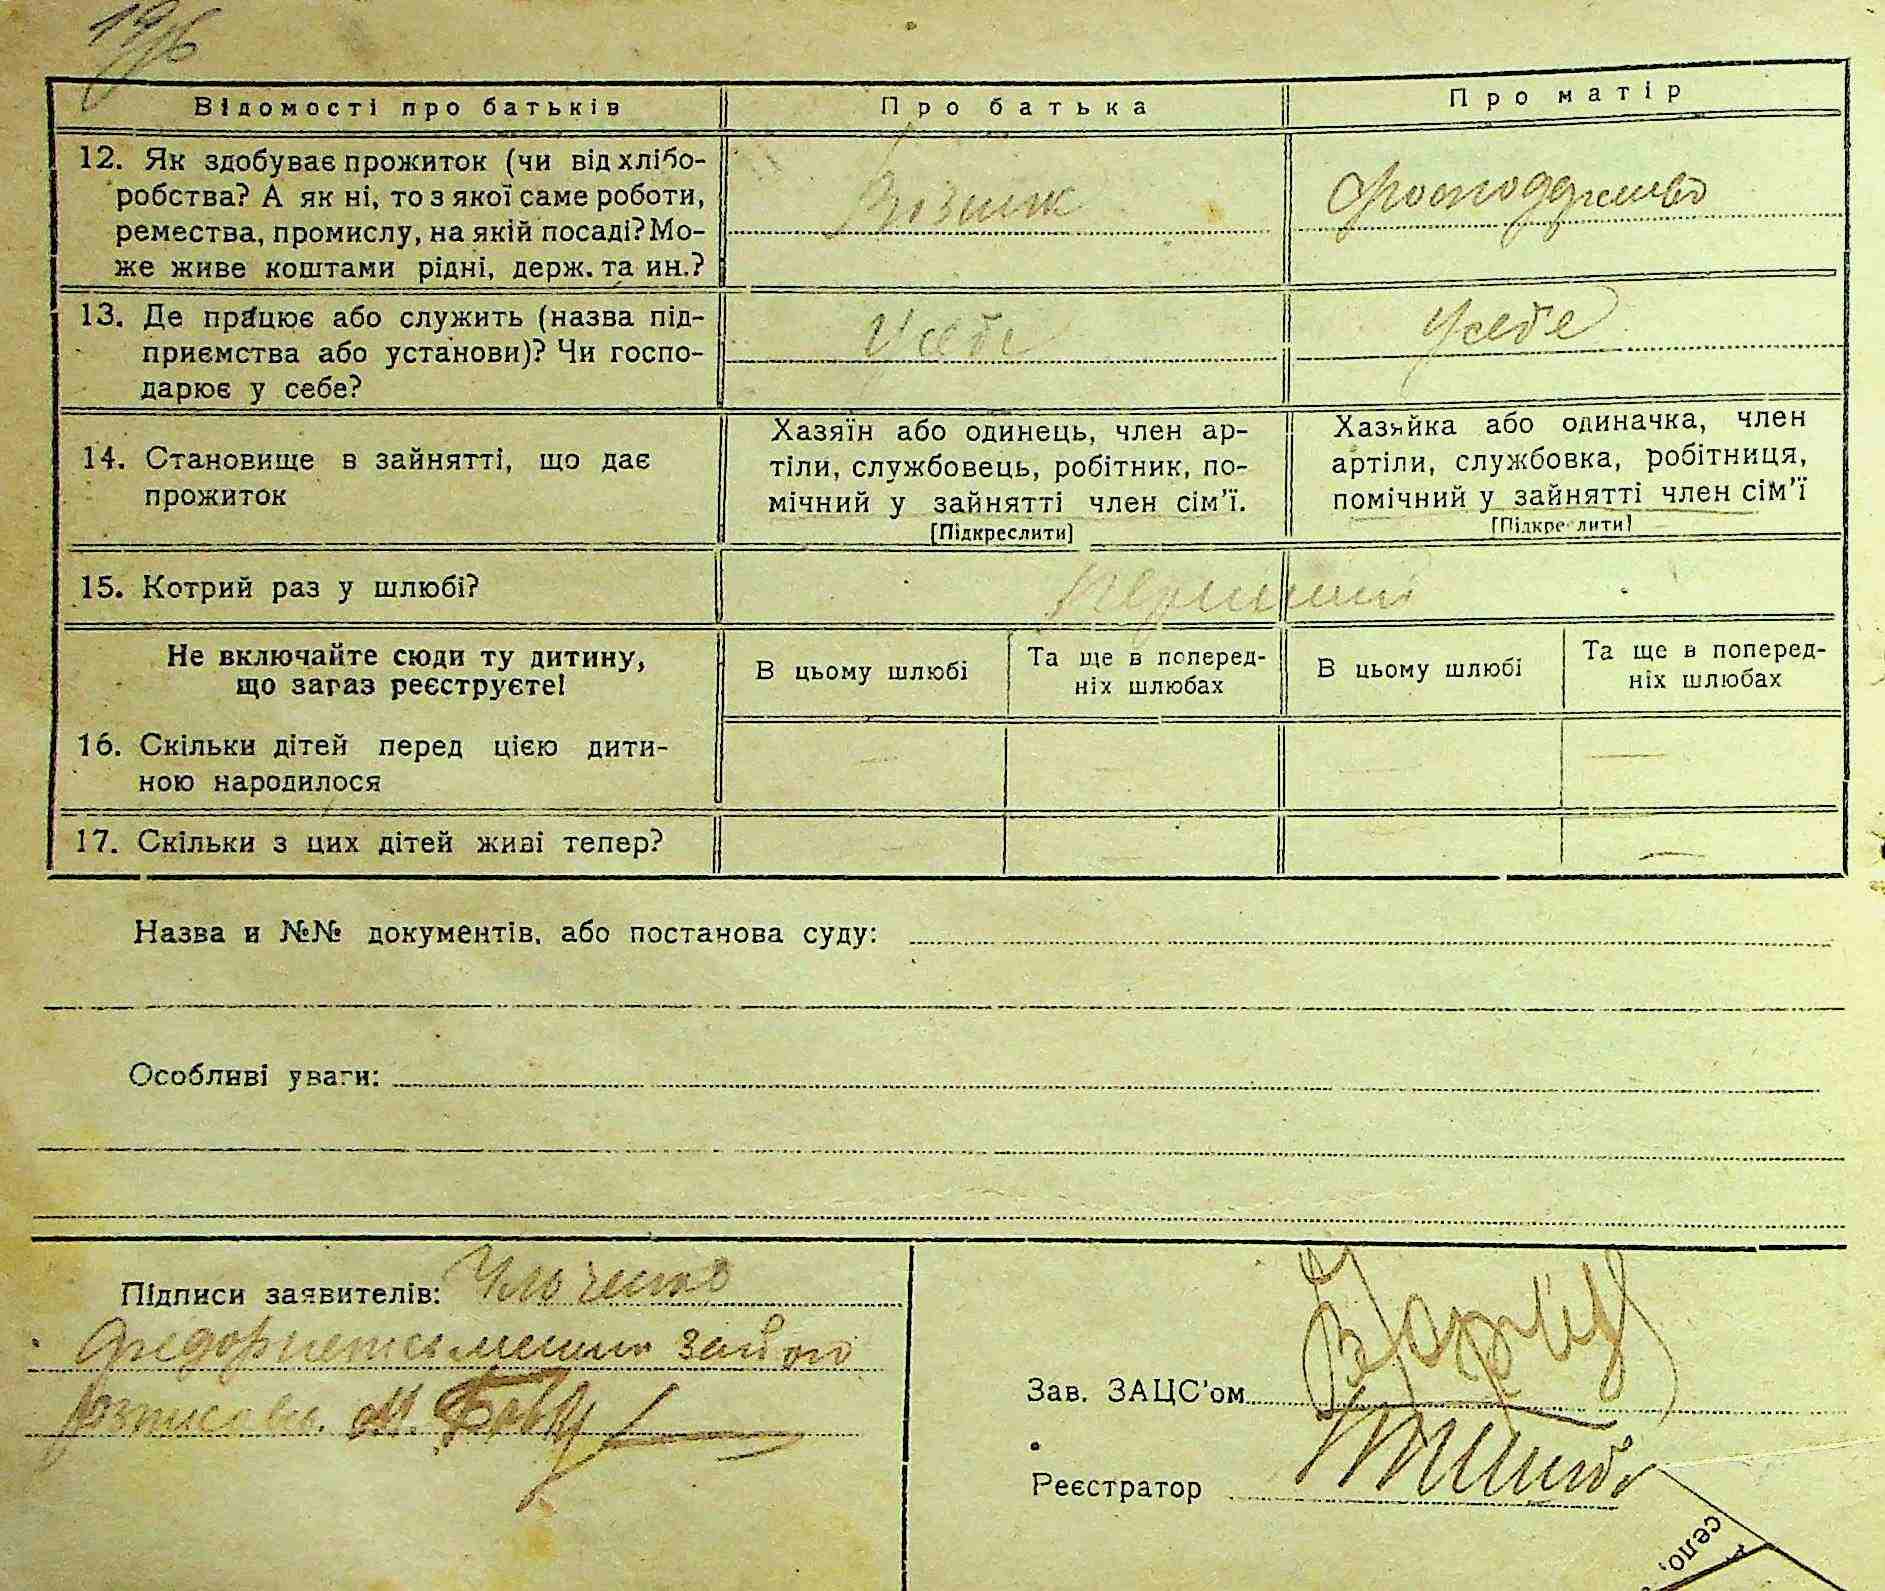 Відомості про батьків
Про батька
Про матір
12. Як здобуває прожиток (чи від хлібо-
робства? А як ні, то з якої саме роботи,
ремества, промислу, на якій посаді? Мо-
же живе коштами рідні, держ. та ин.?
Возник
13. Де працює або служить (назва під-
приємства або установи)? Чи госпо-
дарює у себе?
У себе
У себе
14. Становище в зайнятті, що дає
прожиток
Хазяїн або одинець, член ар-
тіли, службовець, робітник, по-
мічний у зайнятті член сім'ї.
[Підкреслити]
Хазяйка або одиначка, член
артіли, службовка, робітниця,
помічний у зайнятті член сім'ї
[Підкреслити]
15. Котрий раз у шлюбі?
Перший
Не включайте сюди ту дитину,
що зараз реєструєте!
В цьому шлюбі
Та ще в поперед-
ніх шлюбах
В цьому шлюбі
Та ще в поперед-
ніх шлюбах
16. Скільки дітей перед цією дити-
ною народилося
— — — —
17. Скільки з цих дітей живі тепер?
— — — —
Назва и №№ документів, або постанова суду:
Особливі уваги:
Підписи заявителів:
Зав. ЗАЦС'ом
Реєстратор
село,